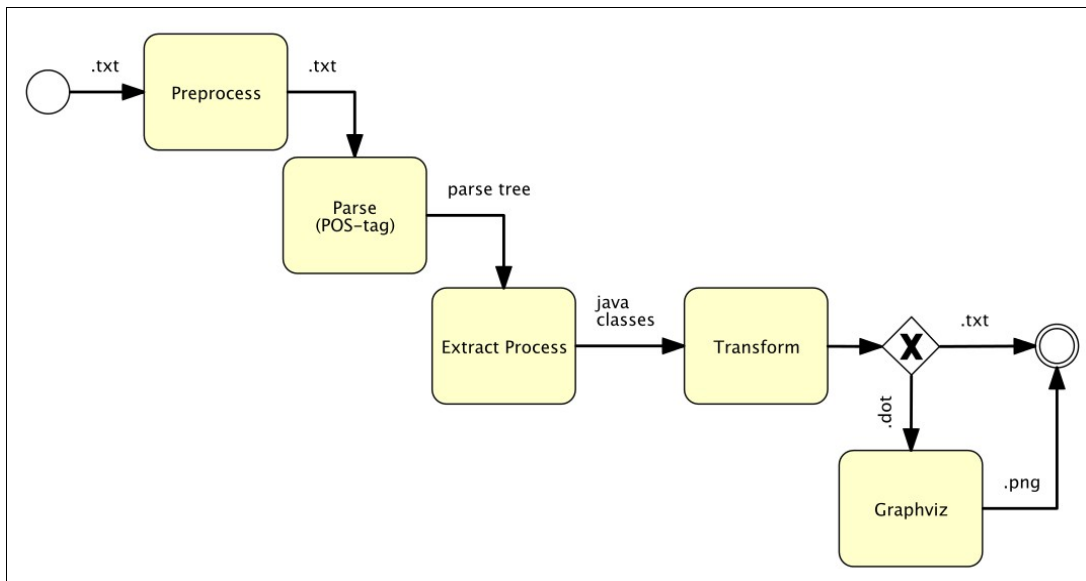 .txt
Preprocess
.txt
Parse
(POS-tag)
parse tree
Extract Process
java
classes
Transform
X
.txt
.dot
Graphviz
.png